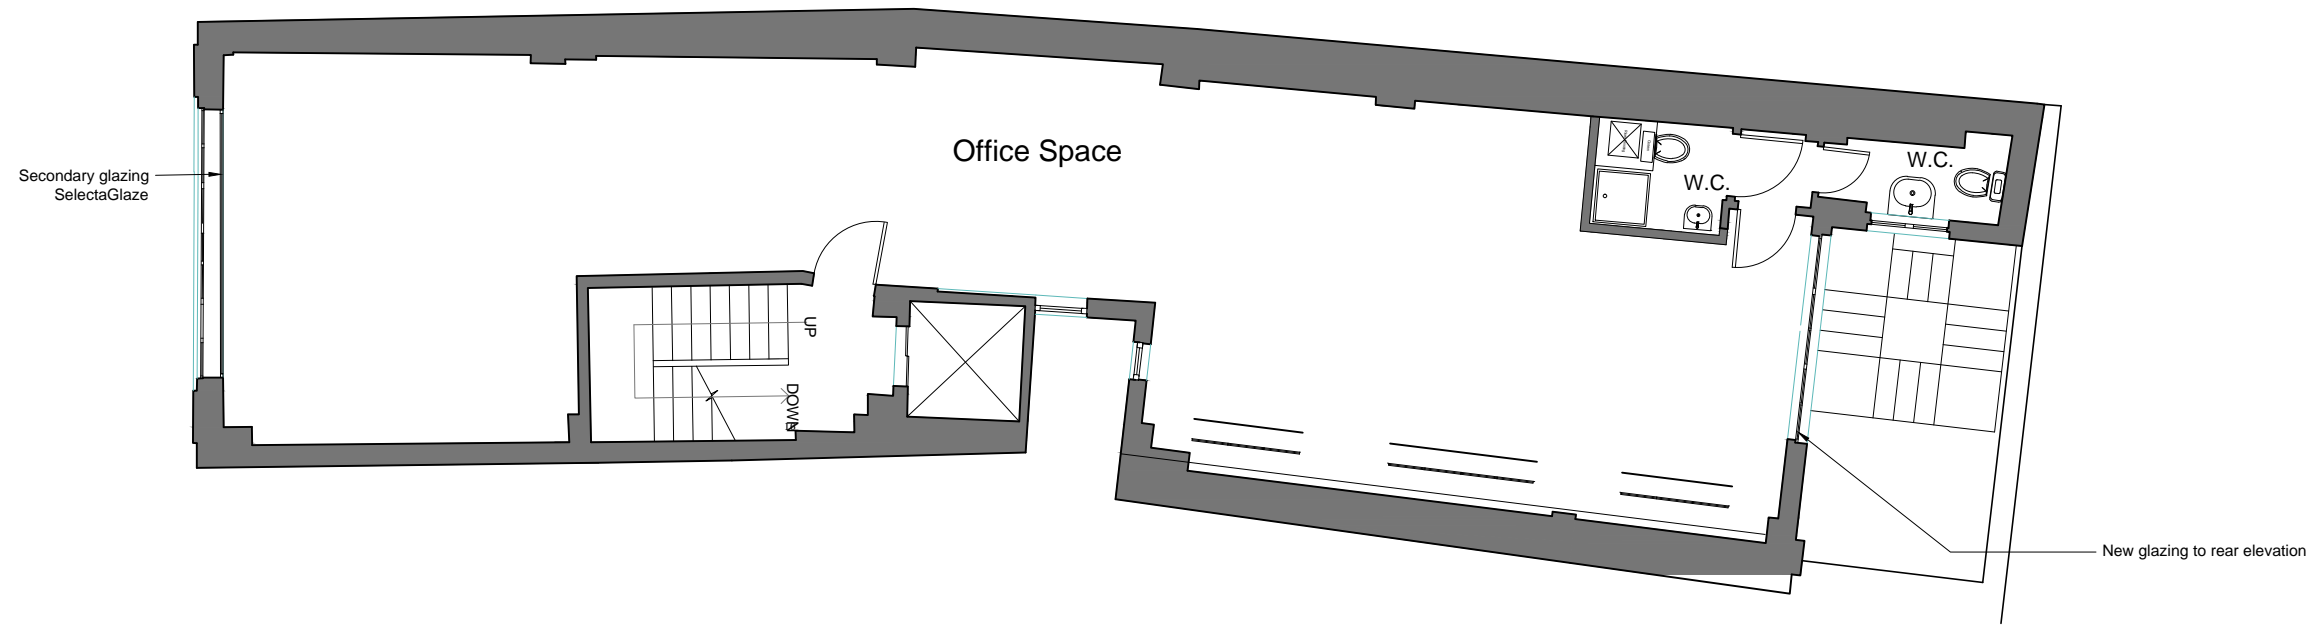 Office Space
Secondary glazing
SelectaGlaze
W.C.
W.C.
UP
DOWN
New glazing to rear elevation